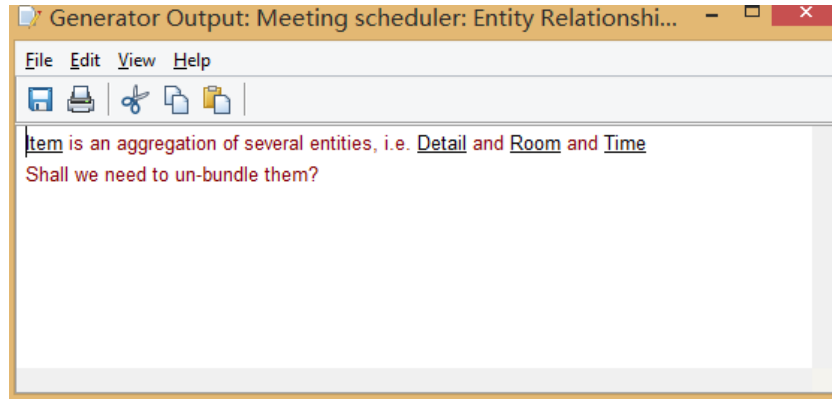 Generator Output: Meeting scheduler: Entity Relationshi...
File Edit View Help
Item is an aggregation of several entities, i.e. Detail and Room and Time
Shall we need to un-bundle them?